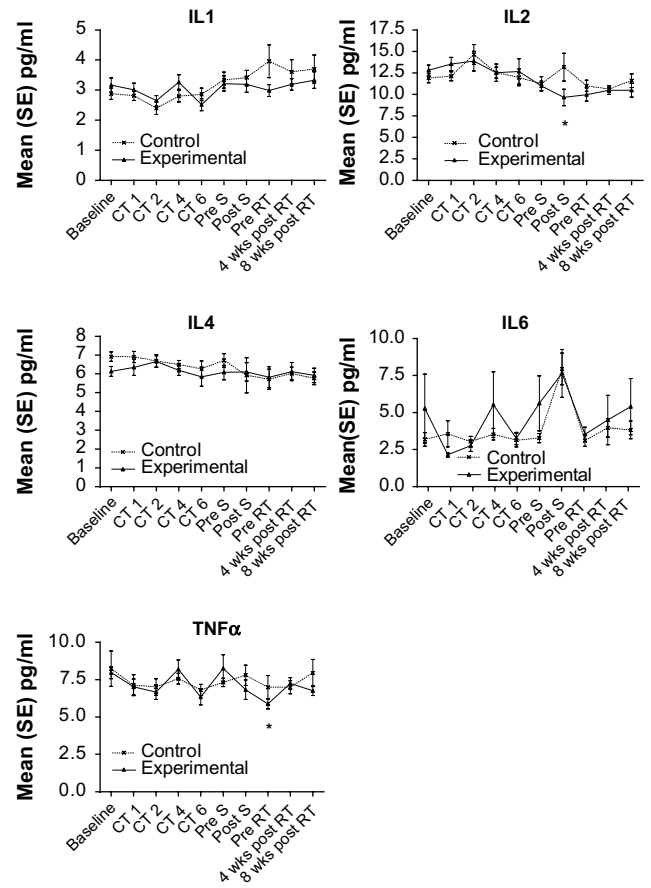 IL1
Mean (SE) pg/ml
5
4
3
2
1
0
Control
Experimental
Baseline
CT 1
CT 2
CT 4
CT 6
Pre S
Post S
Pre RT
4 wks post RT
8 wks post RT
IL2
Mean (SE) pg/ml
17.5
15.0
12.5
10.0
7.5
5.0
2.5
0.0
Control
Experimental
*
Baseline
CT 1
CT 2
CT 4
CT 6
Pre S
Post S
Pre RT
4 wks post RT
8 wks post RT
IL4
Mean (SE) pg/ml
8
7
6
5
4
3
2
1
0
Control
Experimental
Baseline
CT 1
CT 2
CT 4
CT 6
Pre S
Post S
Pre RT
4 wks post RT
8 wks post RT
IL6
Mean(SE) pg/ml
10.0
7.5
5.0
2.5
0.0
Control
Experimental
Baseline
CT 1
CT 2
CT 4
CT 6
Pre S
Post S
Pre RT
4 wks post RT
8 wks post RT
TNFα
Mean (SE) pg/ml
10.0
7.5
5.0
2.5
0.0
Control
Experimental
*
Baseline
CT 1
CT 2
CT 4
CT 6
Pre S
Post S
Pre RT
4 wks post RT
8 wks post RT